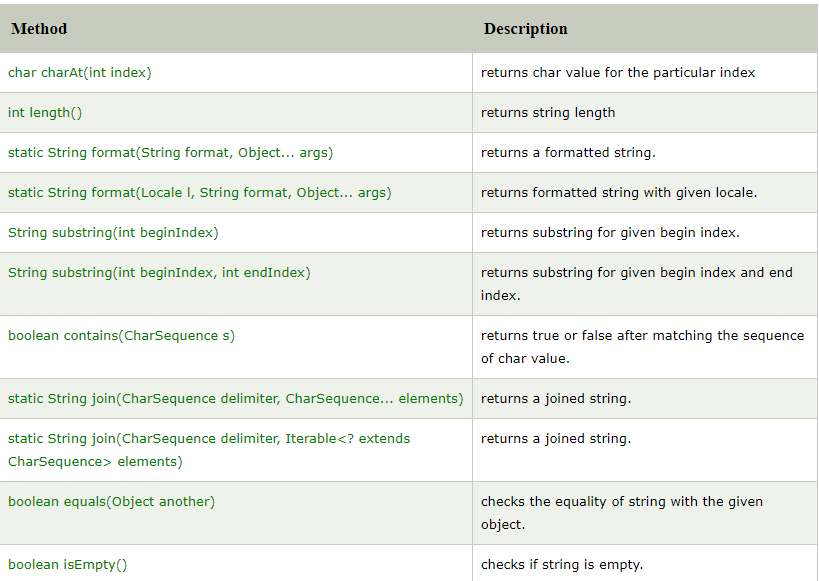 Method Description
char charAt(int index) returns char value for the particular index
int length() returns string length
static String format(String format, Object... args) returns a formatted string.
static String format(Locale l, String format, Object... args) returns formatted string with given locale.
String substring(int beginIndex) returns substring for given begin index.
String substring(int beginIndex, int endIndex) returns substring for given begin index and end
index.
boolean contains(CharSequence s) returns true or false after matching the sequence
of char value.
static String join(CharSequence delimiter, CharSequence... elements) returns a joined string.
static String join(CharSequence delimiter, Iterable<? extends returns a joined string.
CharSequence> elements)
boolean equals(Object another) checks the equality of string with the given
object.
boolean isEmpty() checks if string is empty.